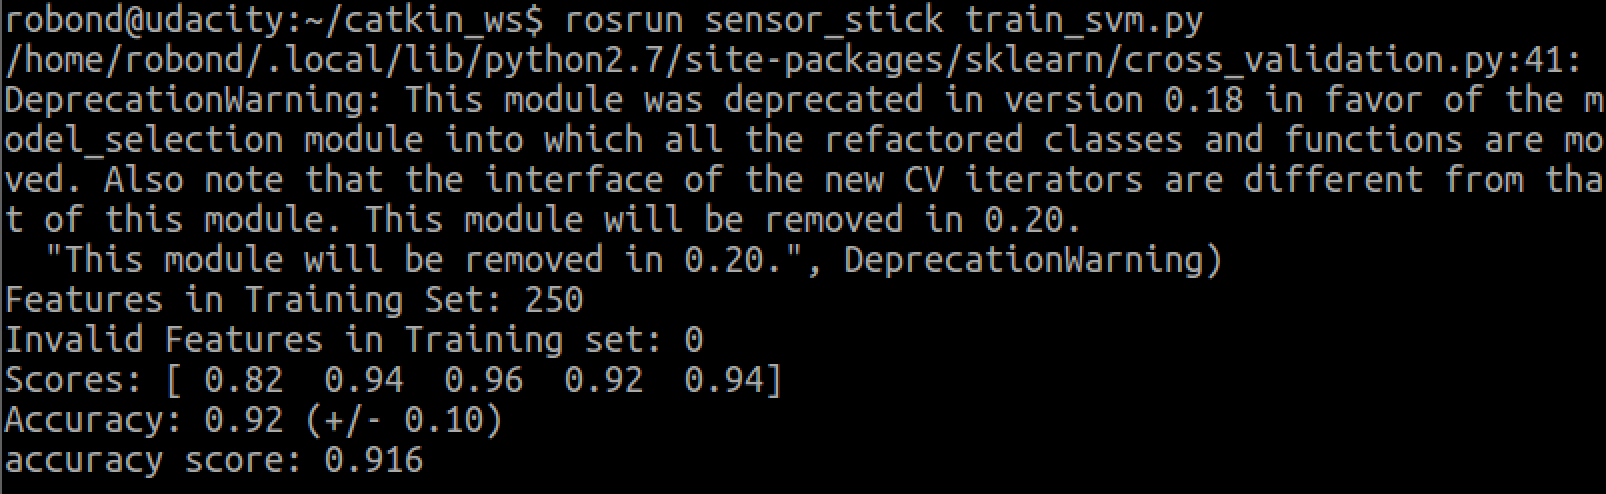 robond@udacity:~/catkin_ws$ rosrun sensor_stick train_svm.py
/home/robond/.local/lib/python2.7/site-packages/sklearn/cross_validation.py:41:
DeprecationWarning: This module was deprecated in version 0.18 in favor of the m
odel_selection module into which all the refactored classes and functions are mo
ved. Also note that the interface of the new CV iterators are different from tha
t of this module. This module will be removed in 0.20.
  "This module will be removed in 0.20.", DeprecationWarning)
Features in Training Set: 250
Invalid Features in Training set: 0
Scores: [ 0.82  0.94  0.96  0.92  0.94]
Accuracy: 0.92 (+/- 0.10)
accuracy score: 0.916